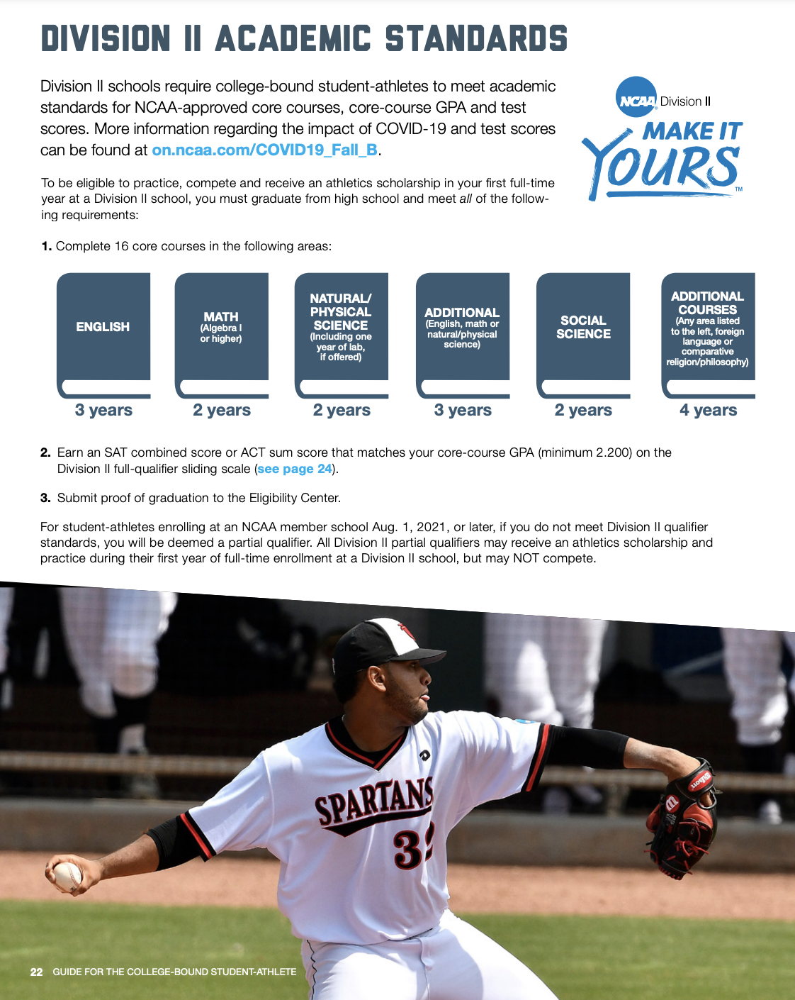 DIVISION II ACADEMIC STANDARDS
Division II schools require college-bound student-athletes to meet academic
standards for NCAA-approved core courses, core-course GPA and test
scores. More information regarding the impact of COVID-19 and test scores
can be found at on.ncaa.com/COVID19_Fall_B.
NCAA® Division II
MAKE IT
YOURS™
To be eligible to practice, compete and receive an athletics scholarship in your first full-time
year at a Division II school, you must graduate from high school and meet all of the follow-
ing requirements:
1. Complete 16 core courses in the following areas:
ENGLISH
3 years
MATH
(Algebra I
or higher)
2 years
NATURAL/
PHYSICAL
SCIENCE
(Including one
year of lab,
if offered)
2 years
ADDITIONAL
(English, math or
natural/physical
science)
3 years
SOCIAL
SCIENCE
2 years
ADDITIONAL
COURSES
(Any area listed
to the left, foreign
language or
comparative
religion/philosophy)
4 years
2. Earn an SAT combined score or ACT sum score that matches your core-course GPA (minimum 2.200) on the
Division II full-qualifier sliding scale (see page 24).
3. Submit proof of graduation to the Eligibility Center.
For student-athletes enrolling at an NCAA member school Aug. 1, 2021, or later, if you do not meet Division II qualifier
standards, you will be deemed a partial qualifier. All Division II partial qualifiers may receive an athletics scholarship and
practice during their first year of full-time enrollment at a Division II school, but may NOT compete.
Wilson
W
SPARTANS
22 GUIDE FOR THE COLLEGE-BOUND STUDENT-ATHLETE